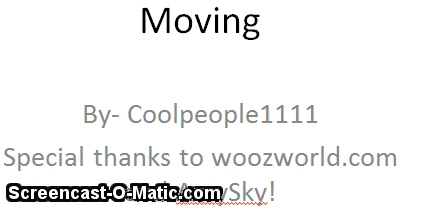 Moving
By- Coolpeople1111
Special thanks to woozworld.com
Screencast-O-Matic.com